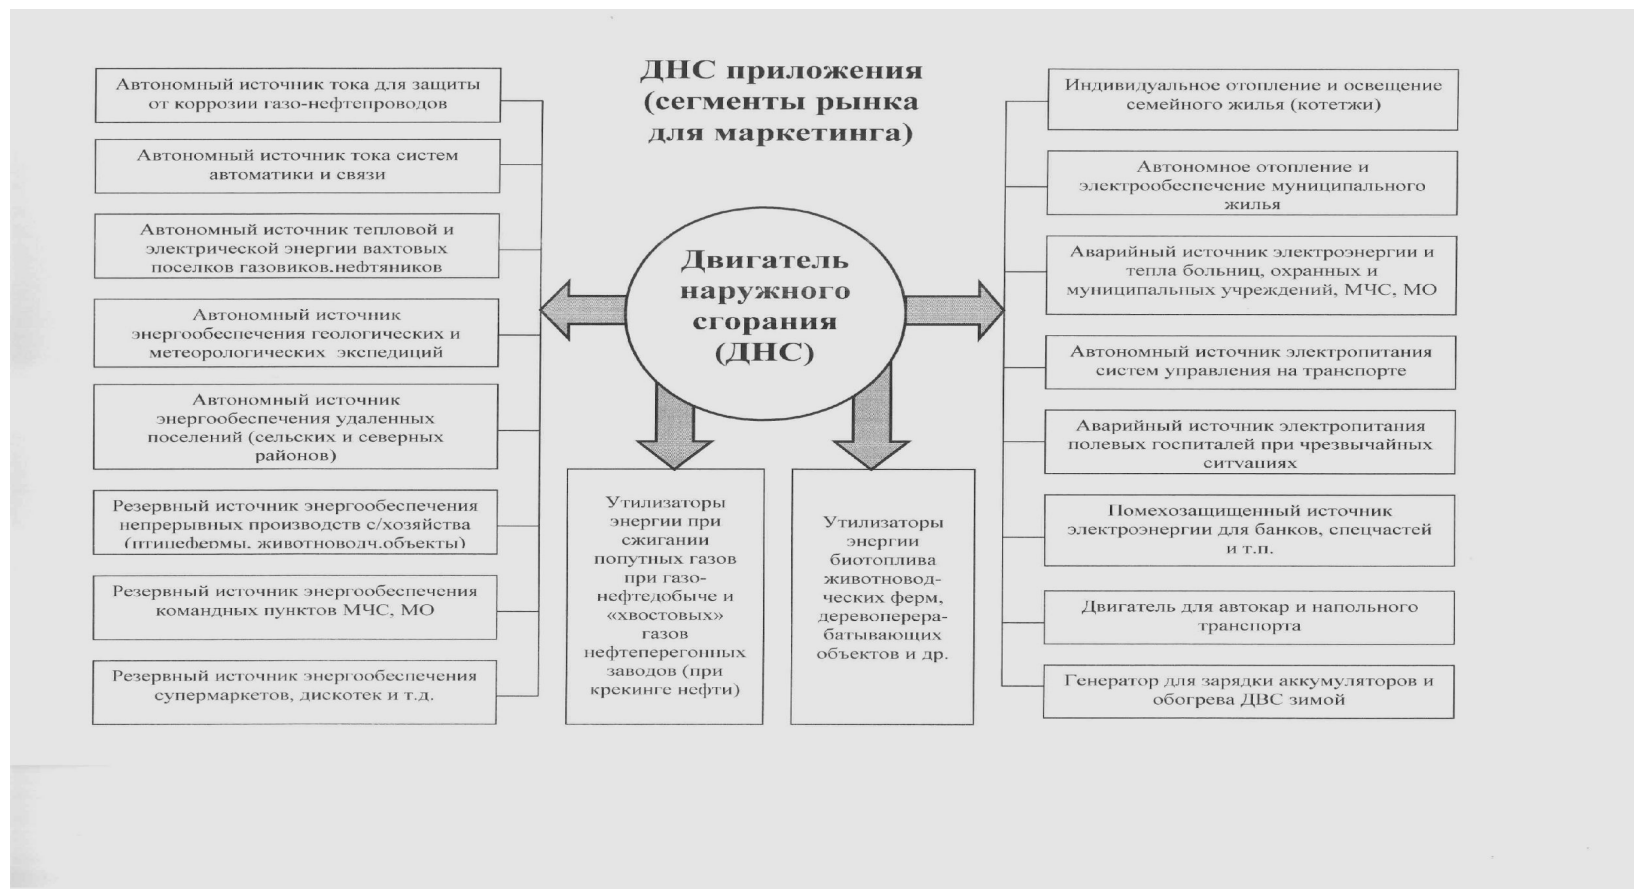 ДНС приложения
(сегменты рынка
для маркетинга)
Автономный источник тока для защиты
от коррозии газо-нефтепроводов
Автономный источник тока систем
автоматики и связи
Автономный источник тепловой и
электрической энергии вахтовых
поселков газовиков,нефтяников
Автономный источник
энергообеспечения геологических и
метеорологических экспедиций
Автономный источник
энергообеспечения удаленных
поселений (сельских и северных
районов)
Резервный источник энергообеспечения
непрерывных производств с/хозяйства
(птицефермы, животноводч.объекты)
Резервный источник энергообеспечения
командных пунктов МЧС, МО
Резервный источник энергообеспечения
супермаркетов, дискотек и т.д.
Двигатель
наружного
сгорания
(ДНС)
Утилизаторы
энергии при
сжигании
попутных газов
при газо-
нефтедобыче и
«хвостовых»
газов
нефтеперегонных
заводов (при
крекинге нефти)
Утилизаторы
энергии
биотоплива
животновод-
ческих ферм,
деревоперера-
батывающих
объектов и др.
Индивидуальное отопление и освещение
семейного жилья (котетжи)
Автономное отопление и
электрообеспечение муниципального
жилья
Аварийный источник электроэнергии и
тепла больниц, охранных и
муниципальных учреждений, МЧС, МО
Автономный источник электропитания
систем управления на транспорте
Аварийный источник электропитания
полевых госпиталей при чрезвычайных
ситуациях
Помехозащищенный источник
электроэнергии для банков, спецчастей
и т.п.
Двигатель для автокар и напольного
транспорта
Генератор для зарядки аккумуляторов и
обогрева ДВС зимой